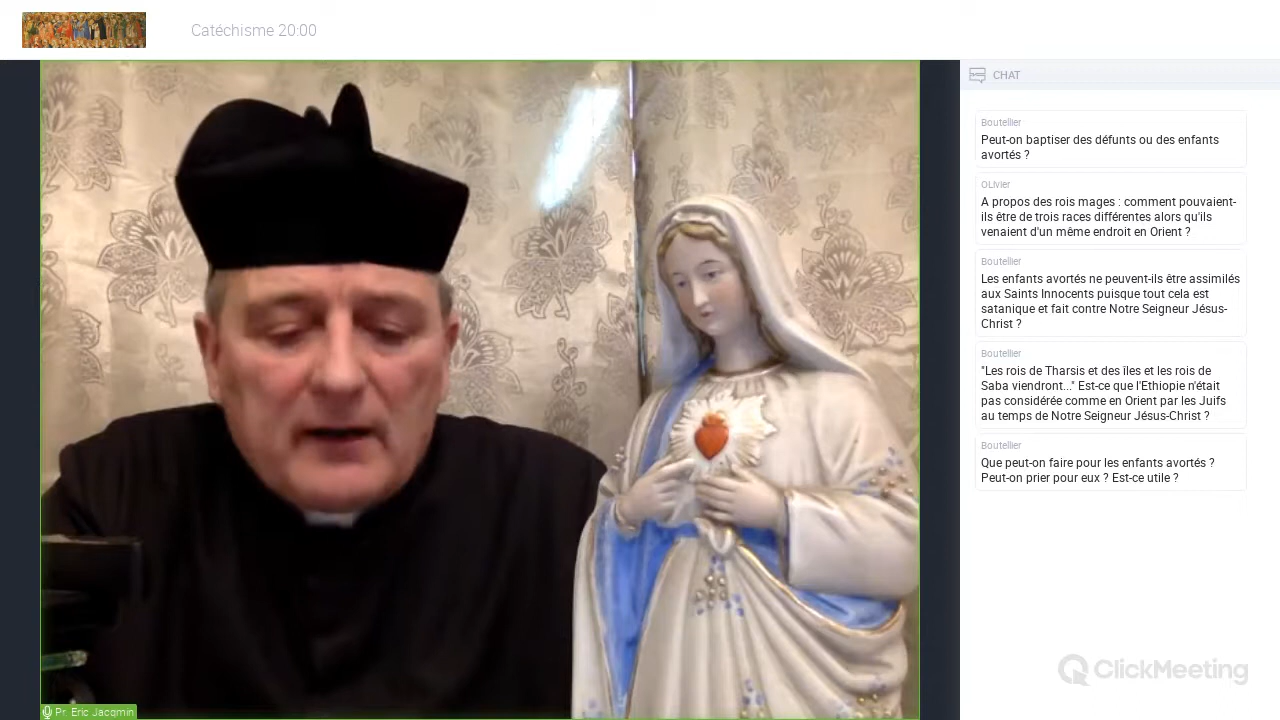 Catéchisme 20:00
CHAT
Boutellier
Peut-on baptiser des défunts ou des enfants
avortés ?
OLivier
A propos des rois mages : comment pouvaient-
ils être de trois races différentes alors qu'ils
venaient d'un même endroit en Orient ?
Boutellier
Les enfants avortés ne peuvent-ils être assimilés
aux Saints Innocents puisque tout cela est
satanique et fait contre Notre Seigneur Jésus-
Christ ?
Boutellier
"Les rois de Tharsis et des îles et les rois de
Saba viendront..." Est-ce que l'Ethiopie n'était
pas considérée comme en Orient par les Juifs
au temps de Notre Seigneur Jésus-Christ ?
Boutellier
Que peut-on faire pour les enfants avortés ?
Peut-on prier pour eux ? Est-ce utile ?
ClickMeeting
Pr. Eric Jacqmin